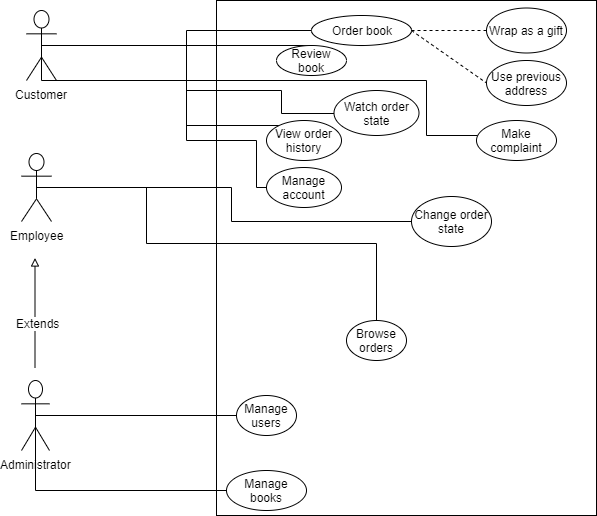 Order book
Wrap as a gift
Review
book
Use previous
address
Customer
Watch order
state
View order
history
Make
complaint
Manage
account
Change order
state
Employee
Extends
Browse
orders
Manage
users
Administrator
Manage
books